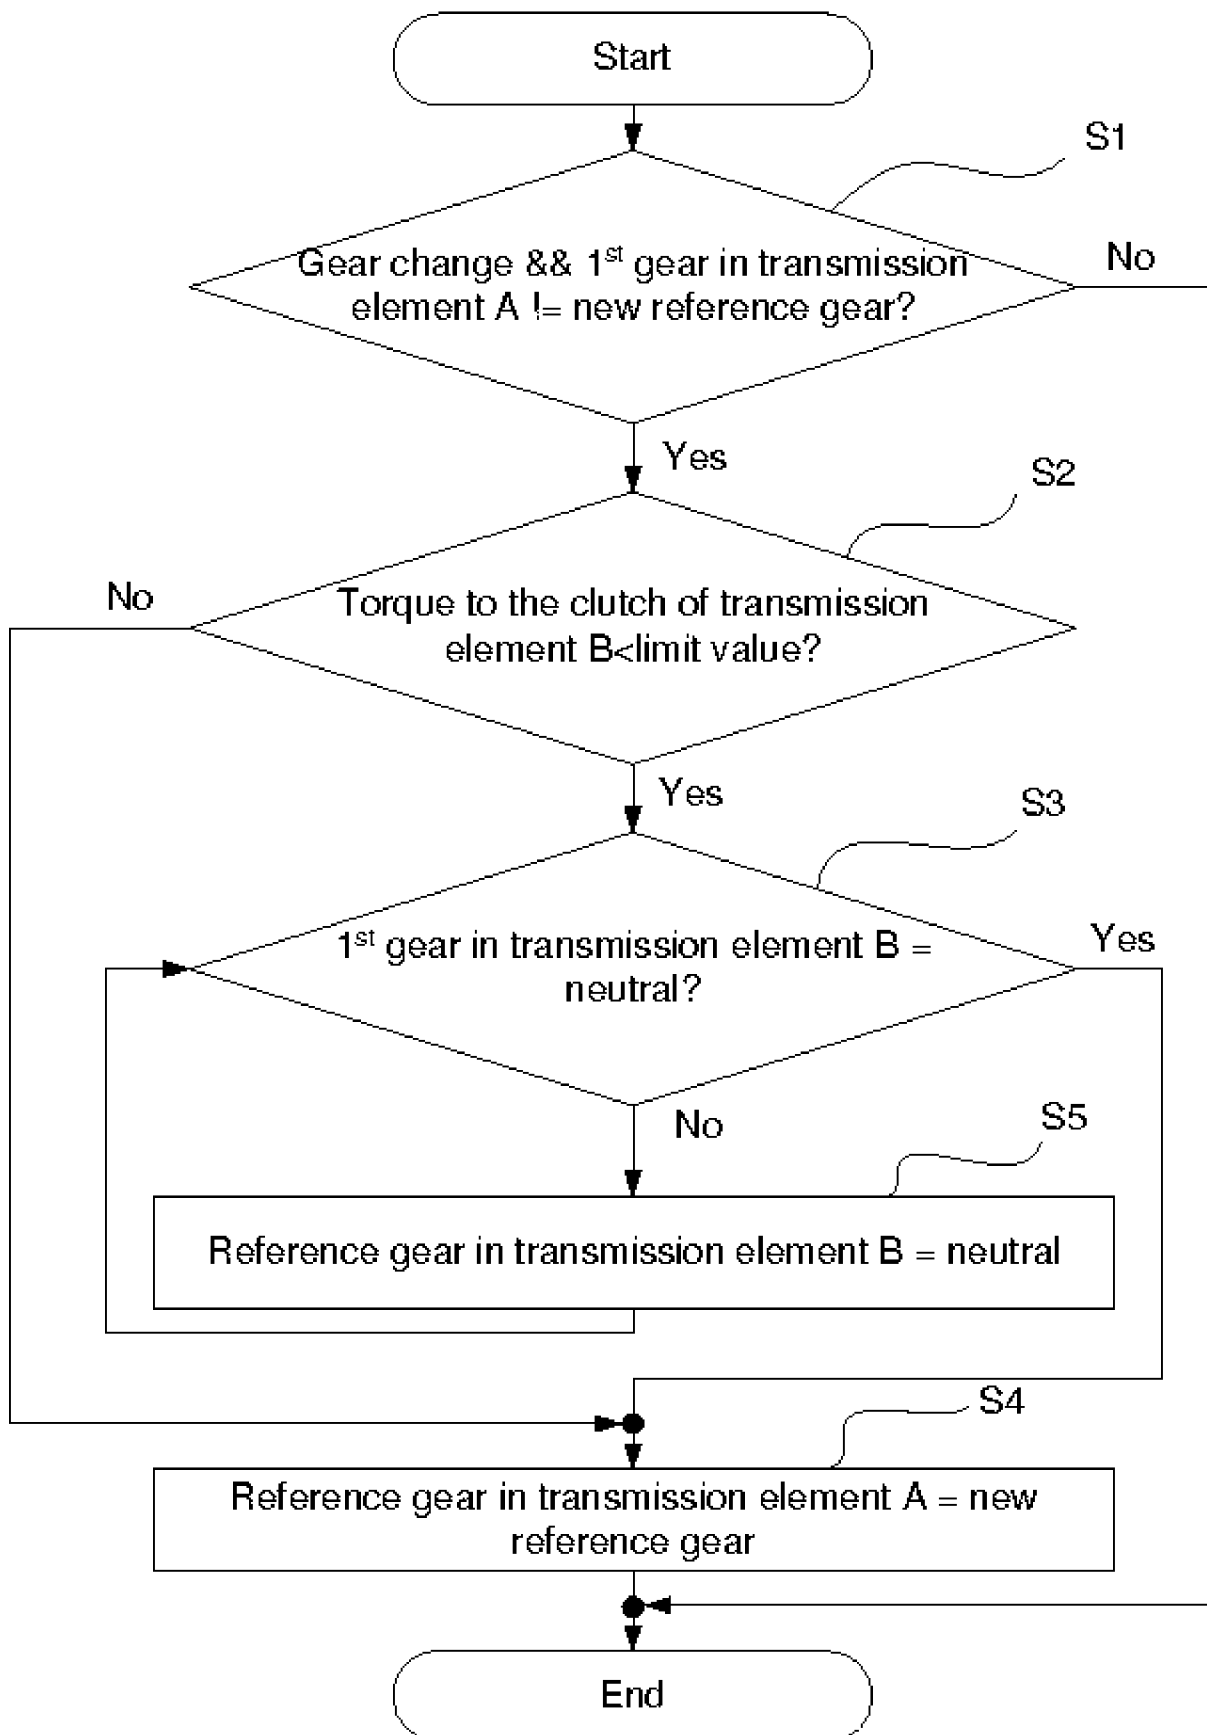 Start
S1
Gear change && 1st gear in transmission
element A != new reference gear?
No
Yes
S2
No
Torque to the clutch of transmission
element B<limit value?
Yes
S3
1st gear in transmission element B =
neutral?
Yes
No
S5
Reference gear in transmission element B = neutral
S4
Reference gear in transmission element A = new
reference gear
End